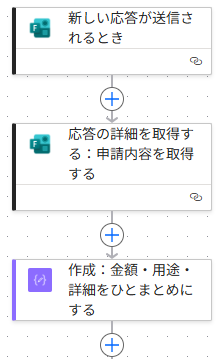 新しい応答が送信さ
れるとき
応答の詳細を取得す
る：申請内容を取得
する
作成：金額・用途・
詳細をひとまとめに
する